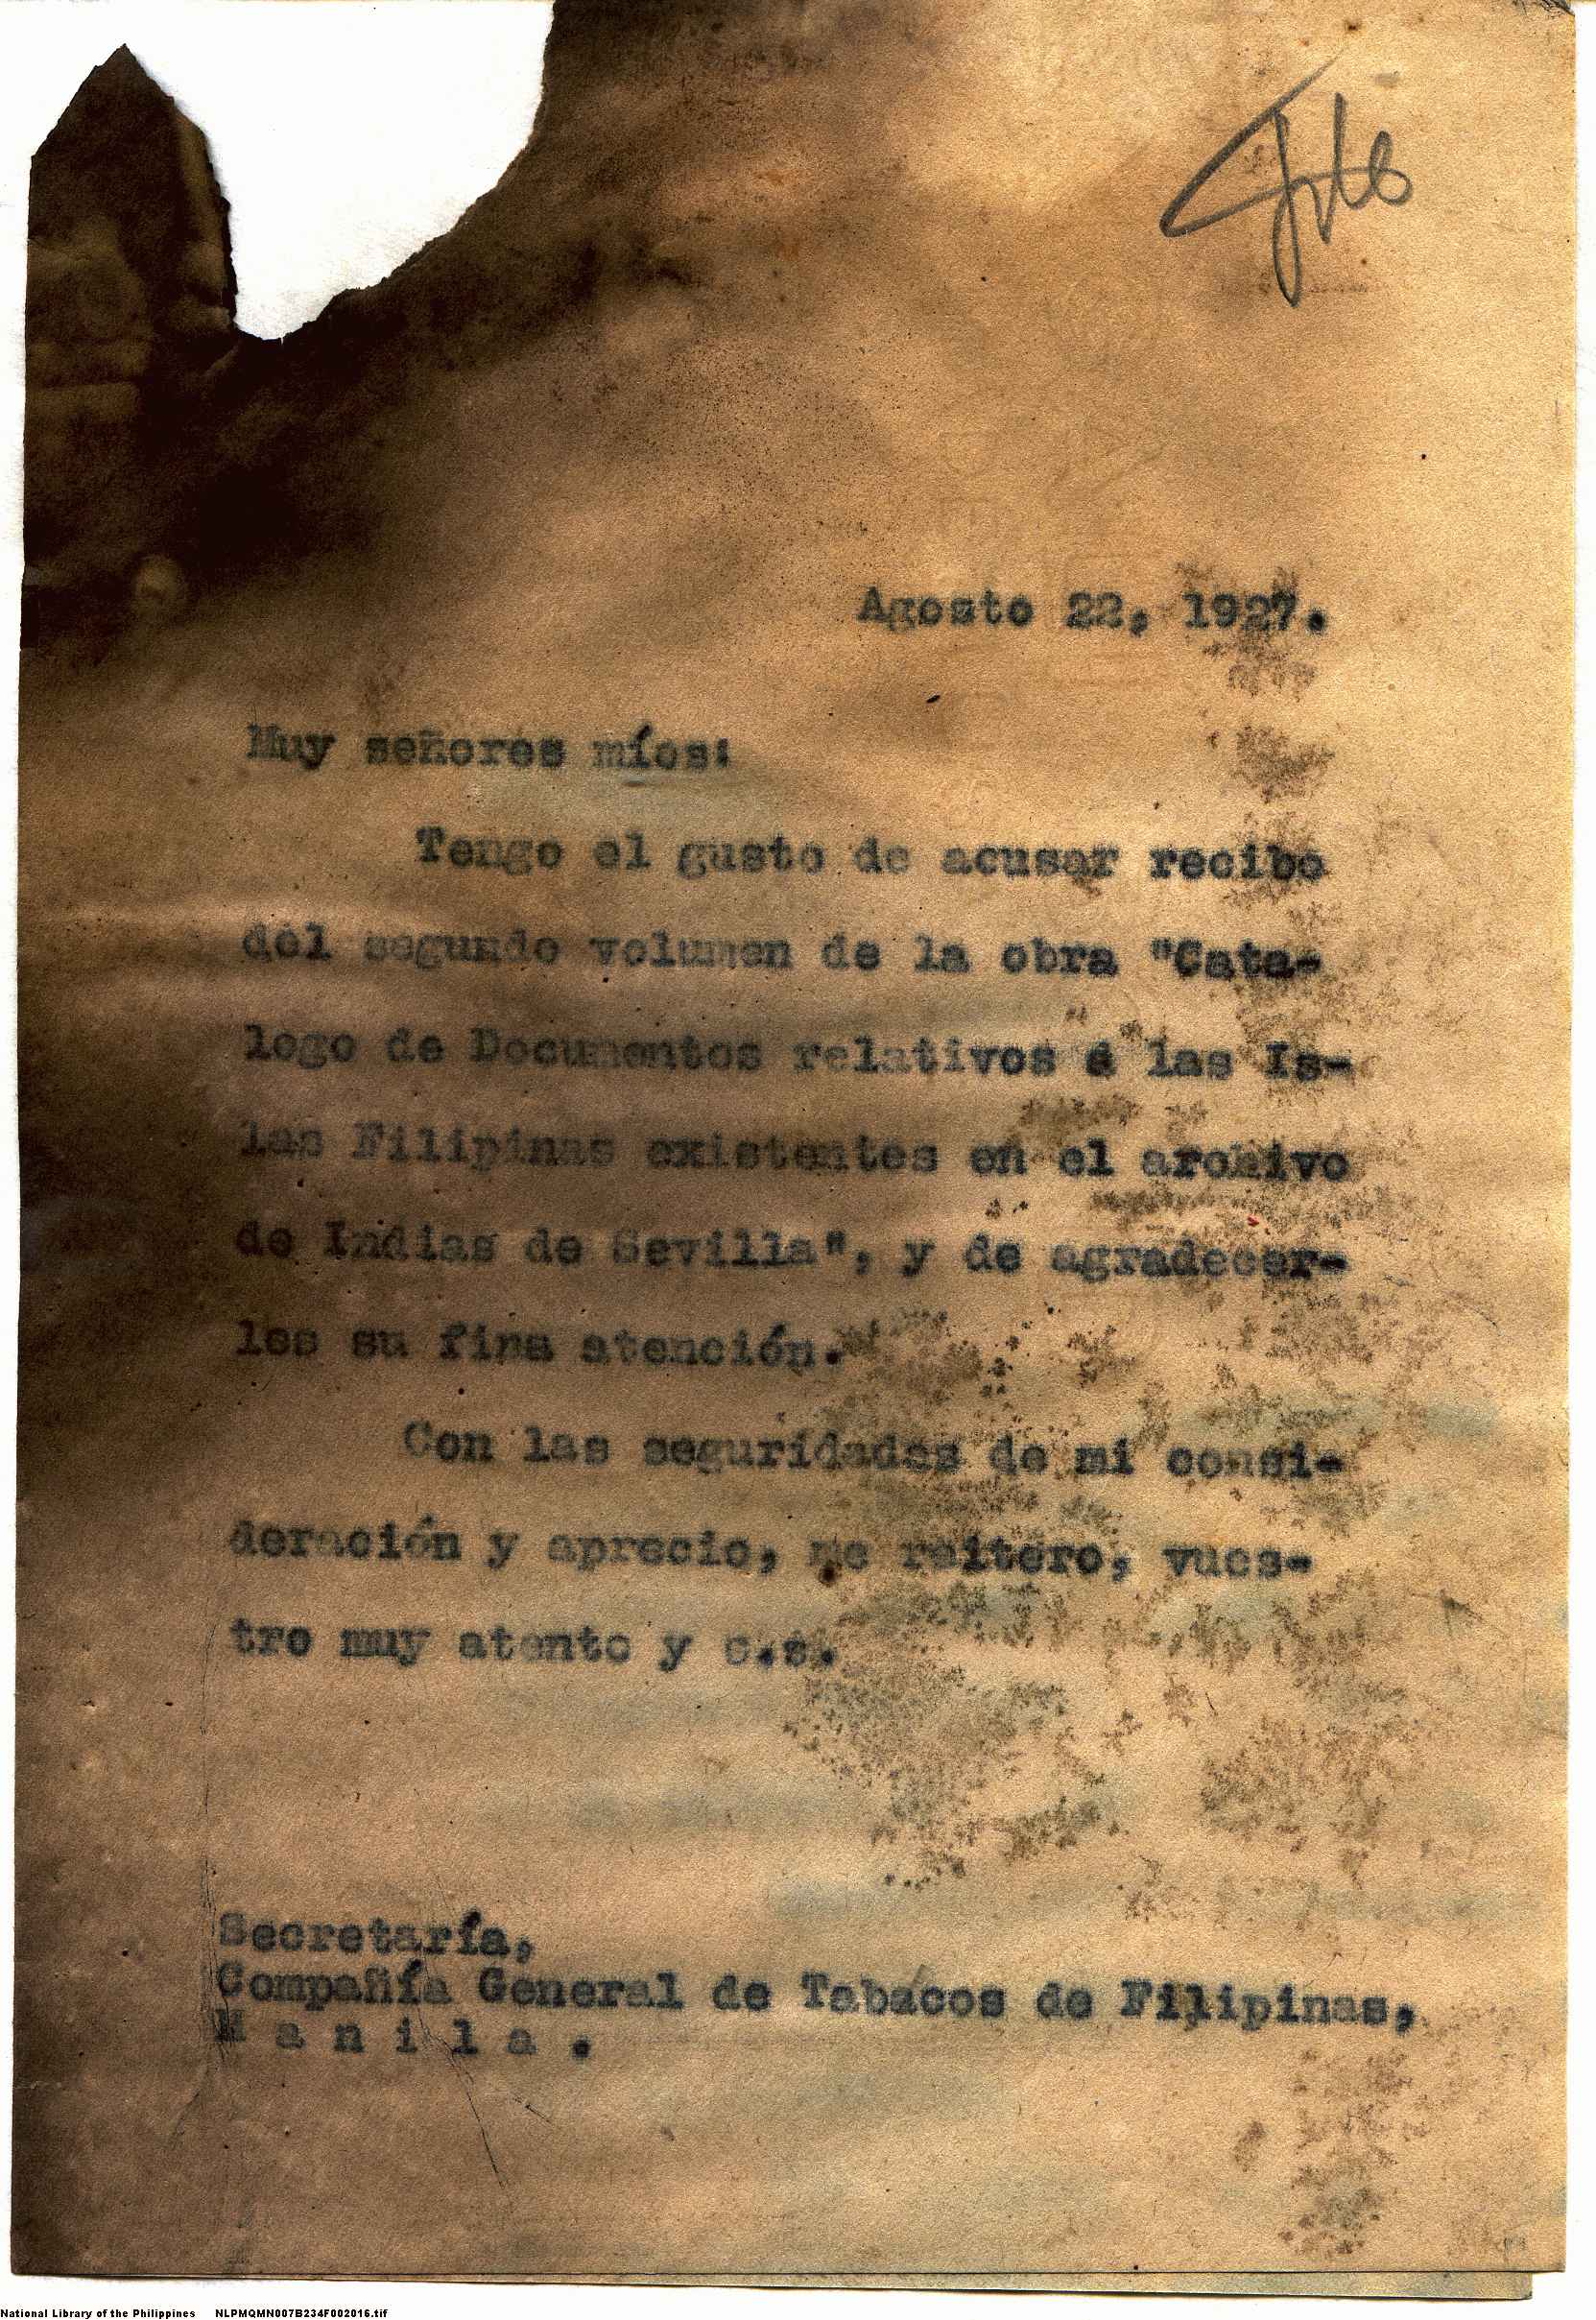 Agosto 22, 1927.
Muy señores míos:
Tengo el gusto de acusar recibo
del segundo volumen de la obra "Cata-
logo de Documentos relativos á las Is-
las Filipinas existentes en el archivo
de Indias de Sevilla", y de agradecer-
les su fina atención.
Con las seguridades de mi consi-
deración y aprecio, me reitero, vues-
tro muy atento y c.s.
Secretaría,
Compañía General de Tabacos de Filipinas,
Manila.
National Library of the Philippines NLPMQMN007B234F002016.tif